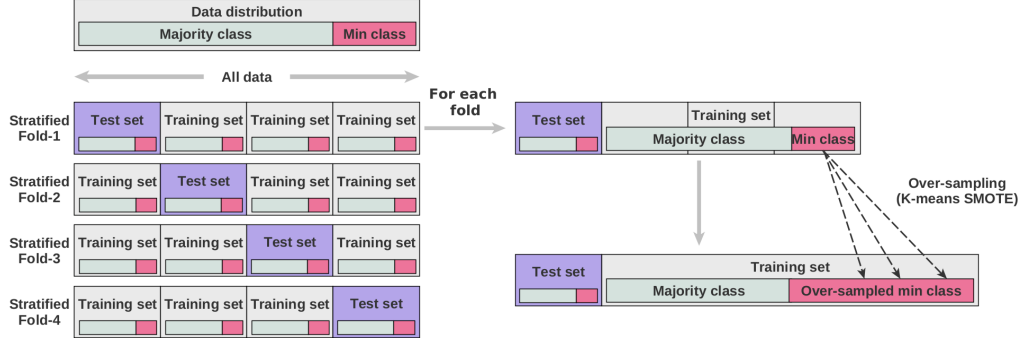 Data distribution
Majority class Min class
All data
Stratified Fold-1
Test set Training set Training set Training set
Stratified Fold-2
Training set Test set Training set Training set
Stratified Fold-3
Training set Training set Test set Training set
Stratified Fold-4
Training set Training set Training set Test set
For each
fold
Test set Training set
Majority class Min class
Over-sampling
(K-means SMOTE)
Test set Training set
Majority class Over-sampled min class